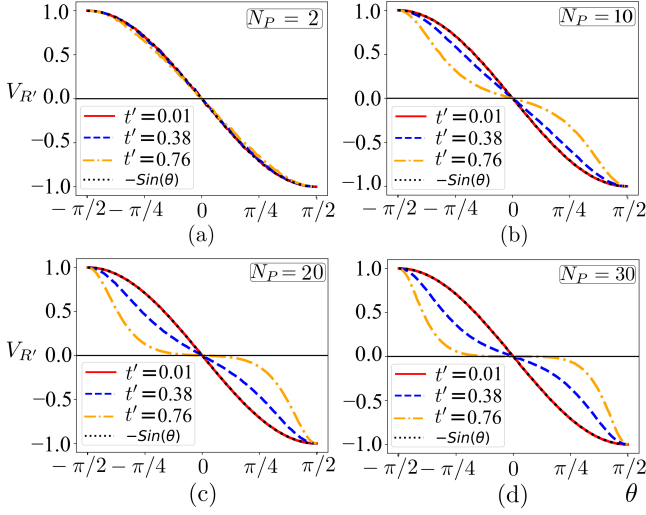 1.0
N_P = 2
0.5
V_{R'} 0.0
−0.5
−1.0
t′ = 0.01
t′ = 0.38
t′ = 0.76
−Sin(θ)
− π/2 − π/4 0 π/4 π/2
(a)
1.0
N_P = 10
0.5
0.0
−0.5
−1.0
t′ = 0.01
t′ = 0.38
t′ = 0.76
−Sin(θ)
− π/2 − π/4 0 π/4 π/2
(b)
1.0
N_P = 20
0.5
V_{R'} 0.0
−0.5
−1.0
t′ = 0.01
t′ = 0.38
t′ = 0.76
−Sin(θ)
− π/2 − π/4 0 π/4 π/2
(c)
1.0
N_P = 30
0.5
0.0
−0.5
−1.0
t′ = 0.01
t′ = 0.38
t′ = 0.76
−Sin(θ)
− π/2 − π/4 0 π/4 π/2
(d) θ